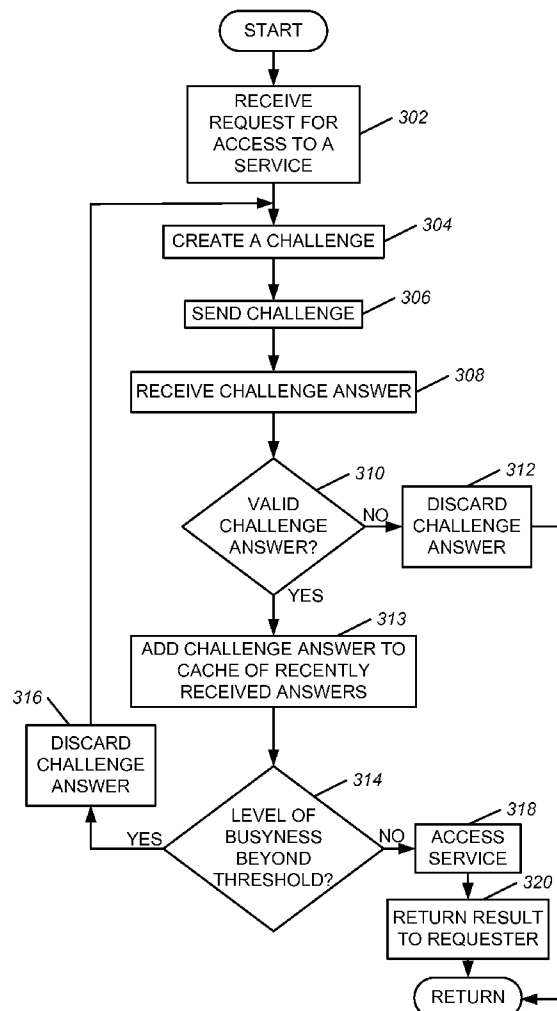 START
RECEIVE
REQUEST FOR
ACCESS TO A
SERVICE
302
CREATE A CHALLENGE
304
SEND CHALLENGE
306
RECEIVE CHALLENGE ANSWER
308
VALID
CHALLENGE
ANSWER?
310
NO
DISCARD
CHALLENGE
ANSWER
312
YES
ADD CHALLENGE ANSWER TO
CACHE OF RECENTLY
RECEIVED ANSWERS
313
316
DISCARD
CHALLENGE
ANSWER
YES
LEVEL OF
BUSYNESS
BEYOND
THRESHOLD?
314
NO
ACCESS
SERVICE
318
RETURN RESULT
TO REQUESTER
320
RETURN